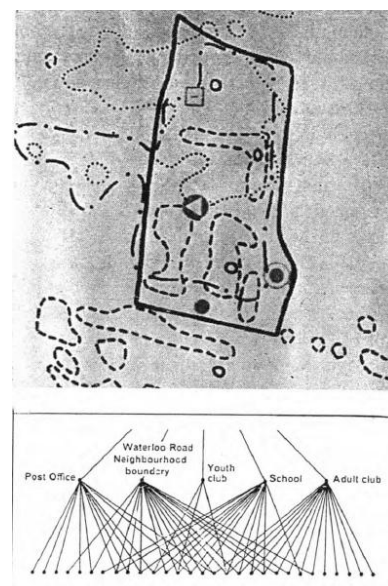 Waterloo Road
Neighbourhood
boundary
Post Office
Youth
club
School
Adult club